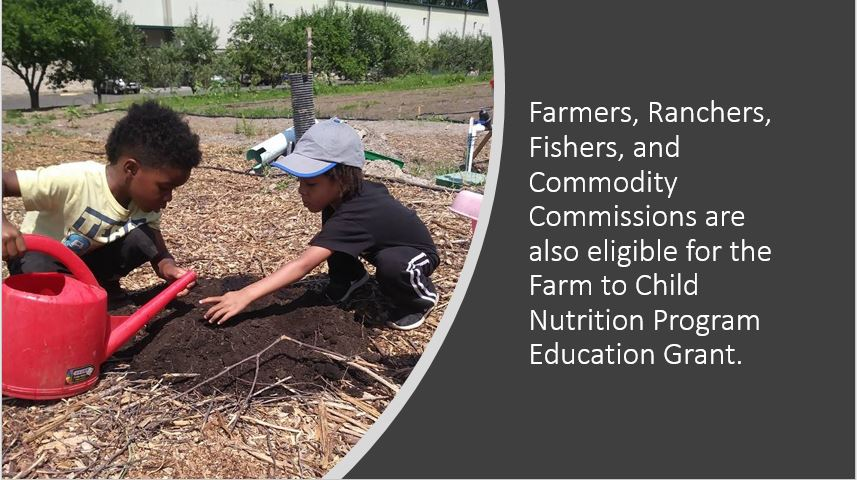 Farmers, Ranchers,
Fishers, and
Commodity
Commissions are
also eligible for the
Farm to Child
Nutrition Program
Education Grant.